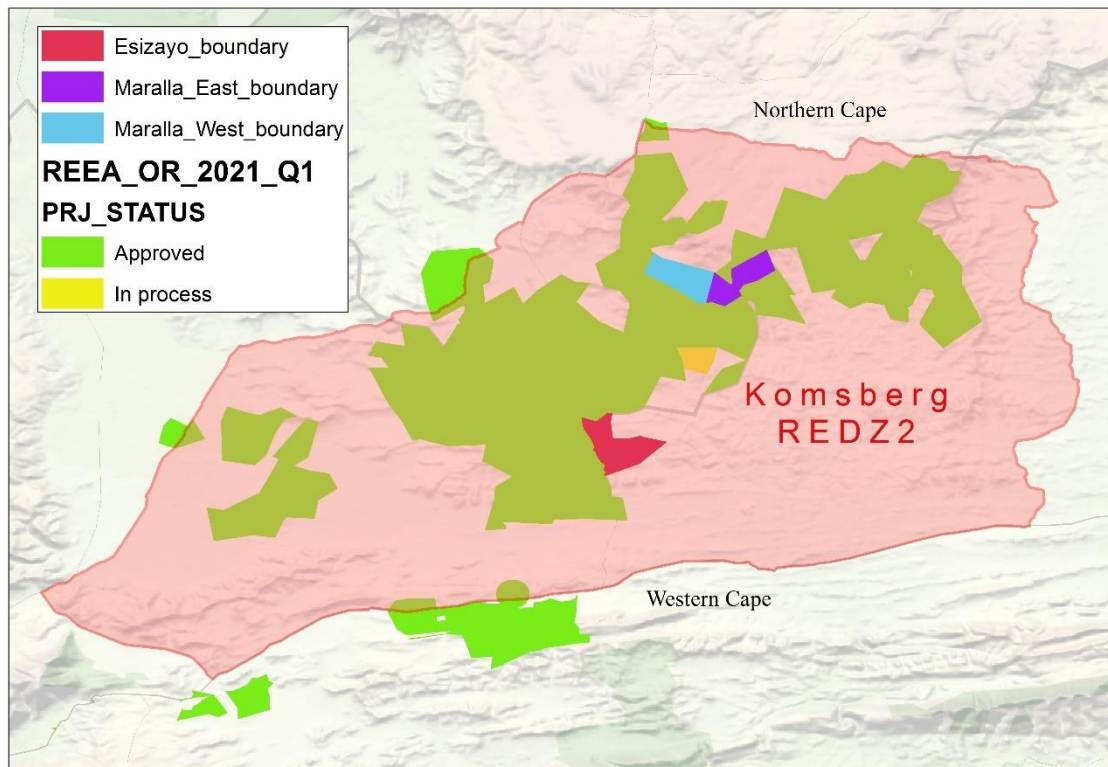 Esizayo_boundary
Maralla_East_boundary
Maralla_West_boundary
REEA_OR_2021_Q1
PRJ_STATUS
Approved
In process
Northern Cape
Komsberg
REDZ2
Western Cape